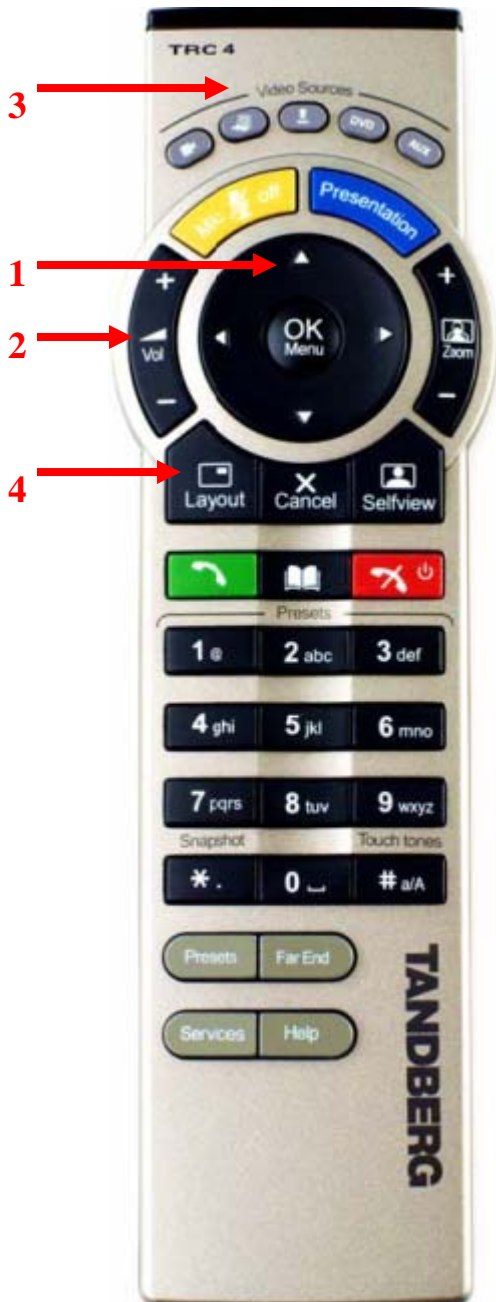 TRC 4
3
Video Sources
DVD AUX
Mic off Presentation
1
+ +
OK
Menu
2
Vol Zoom
- -
4
Layout Cancel Selfview
Presets
1 @ 2 abc 3 def
4 ghi 5 jkl 6 mno
7 pqrs 8 tuv 9 wxyz
Snapshot Touch tones
* . 0 # a/A
Presets Far End
Services Help
TANDBERG